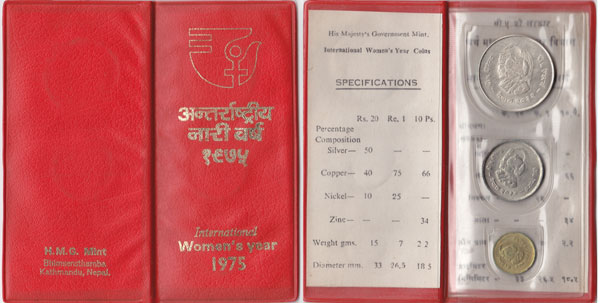 अन्तर्राष्ट्रीय
नारी वर्ष
१९७५
International
Women's year
1975
H.M.G. Mint
Bhimsenthamba.
Kathmandu, Nepal.
His Majesty's Government Mint.
International Women's Year Coins
SPECIFICATIONS
Rs. 20 Re. 1 10 Ps.
Percentage
Composition
Silver— 50 — —
Copper— 40 75 66
Nickel— 10 25 —
Zinc— — — 34
Weight gms. 15 7 2.2
Diameter mm. 33 26.5 18.5